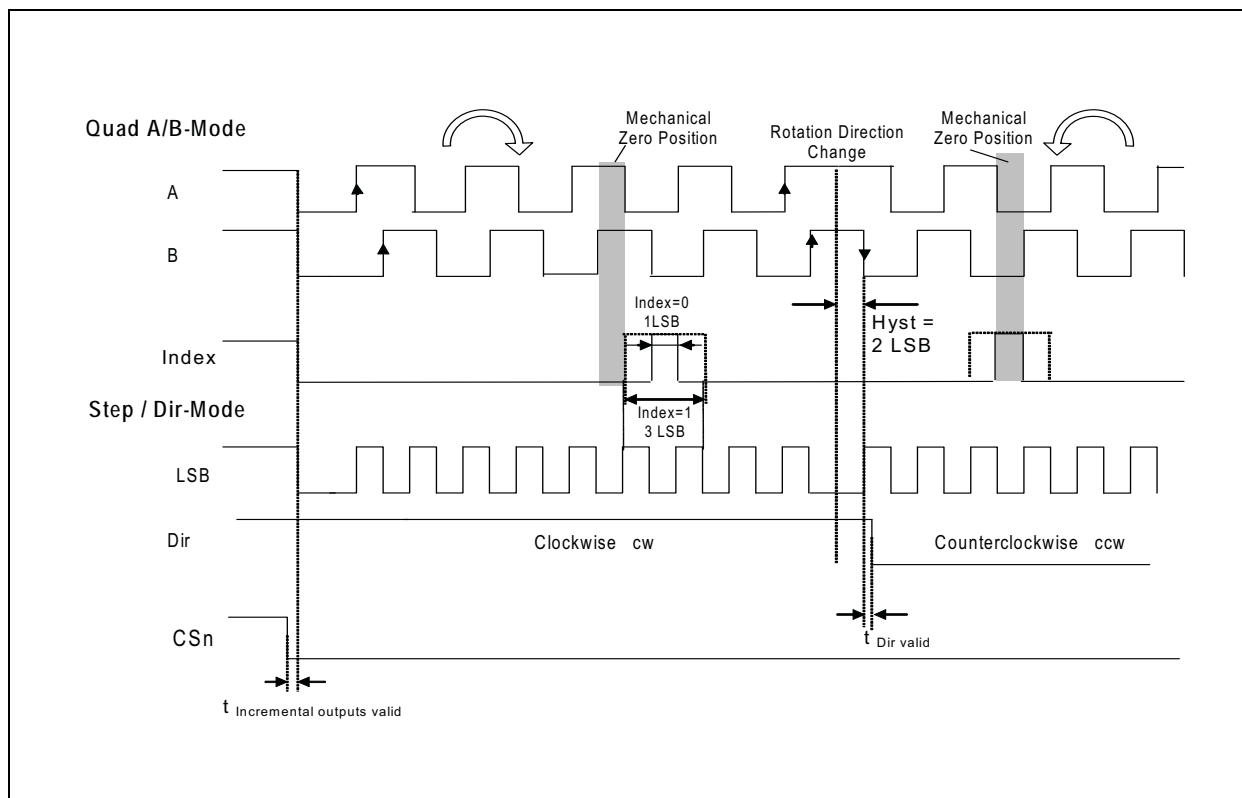 Mechanical
Zero Position
Rotation Direction
Change
Mechanical
Zero Position
Quad A/B-Mode
A
B
Index=0
1LSB
Hyst =
2 LSB
Index
Step / Dir-Mode
Index=1
3 LSB
LSB
Dir
Clockwise cw
Counterclockwise ccw
CSn
t Dir valid
t Incremental outputs valid